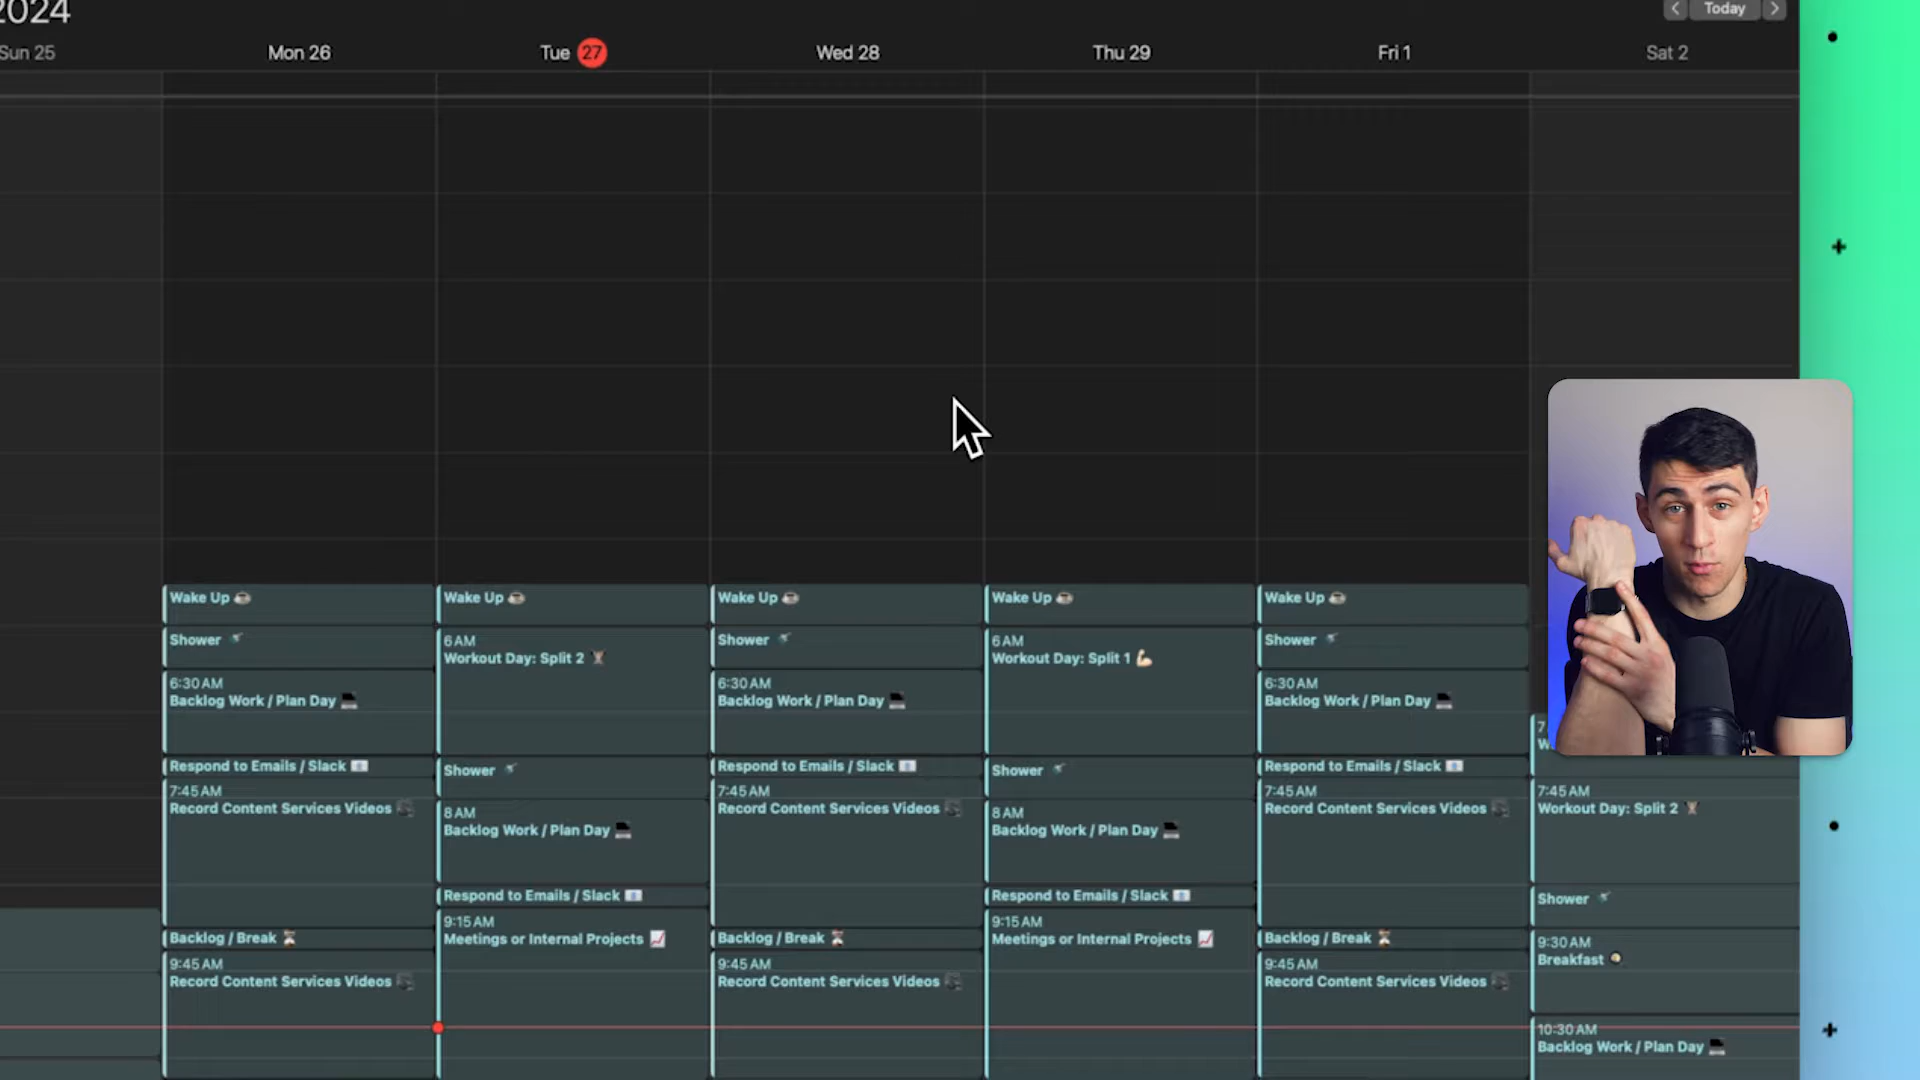 2024
Today
Sun 25
Mon 26
Tue 27
Wed 28
Thu 29
Fri 1
Sat 2
Wake Up ☕
Shower 🚿
6:30 AM
Backlog Work / Plan Day 💻
Respond to Emails / Slack 📧
7:45 AM
Record Content Services Videos 🎥
Backlog / Break ⏳
9:45 AM
Record Content Services Videos 🎥
Wake Up ☕
6 AM
Workout Day: Split 2 🏋
Shower 🚿
8 AM
Backlog Work / Plan Day 💻
Respond to Emails / Slack 📧
9:15 AM
Meetings or Internal Projects 📈
Wake Up ☕
Shower 🚿
6:30 AM
Backlog Work / Plan Day 💻
Respond to Emails / Slack 📧
7:45 AM
Record Content Services Videos 🎥
Backlog / Break ⏳
9:45 AM
Record Content Services Videos 🎥
Wake Up ☕
6 AM
Workout Day: Split 1 💪
Shower 🚿
8 AM
Backlog Work / Plan Day 💻
Respond to Emails / Slack 📧
9:15 AM
Meetings or Internal Projects 📈
Wake Up ☕
Shower 🚿
6:30 AM
Backlog Work / Plan Day 💻
Respond to Emails / Slack 📧
7:45 AM
Record Content Services Videos 🎥
Backlog / Break ⏳
9:45 AM
Record Content Services Videos 🎥
7:45 AM
Workout Day: Split 2 🏋
Shower 🚿
9:30 AM
Breakfast 🍳
10:30 AM
Backlog Work / Plan Day 💻